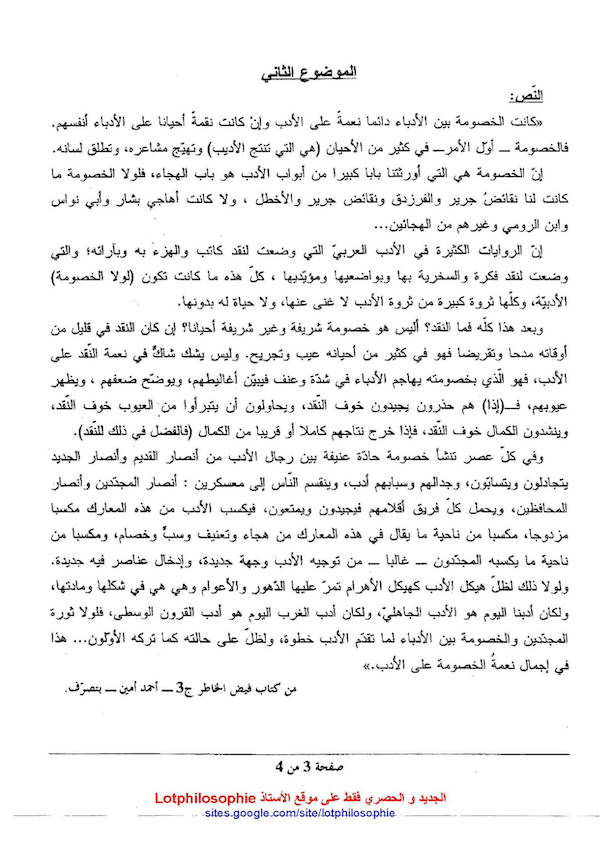 الموضوع الثاني
النّص:
«كانت الخصومة بين الأدباء دائما نعمةً على الأدب وإنْ كانت نقمةً أحيانا على الأدباء أنفسهم.
فالخصومة ــ أوّل الأمرــ في كثير من الأحيان (هي التي تنتج الأديب) وتهيّج مشاعره، وتطلق لسانه.
إنّ الخصومة هي التي أورثتنا بابا كبيرا من أبواب الأدب هو باب الهجاء، فلولا الخصومة ما
كانت لنا نقائضُ جرير والفرزدق ونقائض جرير والأخطل ، ولا كانت أهاجي بشار وأبي نواس
وابن الرومي وغيرهم من الهجائين...
إنّ الروايات الكثيرة في الأدب العربيّ التي وضعت لنقد كاتب والهزء به وبآرائه؛ والتي
وضعت لنقد فكرة والسخرية بها وبواضعيها ومؤيّديها ، كلّ هذه ما كانت تكون (لولا الخصومة)
الأدبيّة، وكلّها ثروة كبيرة من ثروة الأدب لا غنى عنها، ولا حياة له بدونها.
وبعد هذا كلّه فما النقد؟ أليس هو خصومة شريفة وغير شريفة أحيانا؟ إن كان النقد في قليل من
أوقاته مدحا وتقريضا فهو في كثير من أحيانه عيب وتجريح. وليس يشك شاكٌّ في نعمة النّقد على
الأدب، فهو الّذي بخصومته يهاجم الأدباء في شدّة وعنف فيبيّن أغاليطهم، ويوضّح ضعفهم ، ويظهر
عيوبهم، فــ(إذا) هم حذرون يجيدون خوف النّقد، ويحاولون أن يتبرأوا من العيوب خوف النّقد،
وينشدون الكمال خوف النّقد، فإذا خرج نتاجهم كاملا أو قريبا من الكمال (فالفضل في ذلك للنّقد).
وفي كلّ عصر تنشأ خصومة حادّة عنيفة بين رجال الأدب من أنصار القديم وأنصار الجديد
يتجادلون ويتسابّون، وجدالهم وسبابهم أدب، وينقسم النّاس إلى معسكرين : أنصار المجدّدين وأنصار
المحافظين، ويحمل كلّ فريق أقلامهم فيجيدون ويمتعون، فيكسب الأدب من هذه المعارك مكسبا
مزدوجا، مكسبا من ناحية ما يقال في هذه المعارك من هجاء وتعنيف وسبٍّ وخصام، ومكسبا من
ناحية ما يكسبه المجدّدون ــ غالبا ــ من توجيه الأدب وجهة جديدة، وإدخال عناصر فيه جديدة.
ولولا ذلك لظلّ هيكل الأدب كهيكل الأهرام تمرّ عليها الدّهور والأعوام وهي هي في شكلها ومادتها،
ولكان أدبنا اليوم هو الأدب الجاهليّ، ولكان أدب الغرب اليوم هو أدب القرون الوسطى، فلولا ثورة
المجدّدين والخصومة بين الأدباء لما تقدّم الأدب خطوة، ولظلّ على حالته كما تركه الأوّلون... هذا
في إجمال نعمةُ الخصومة على الأدب.»
من كتاب فيض الخاطر ج3 ــ أحمد أمين ــ بتصرّف.
صفحة 3 من 4
الجديد و الحصري فقط على موقع الأستاذ Lotphilosophie
sites.google.com/site/lotphilosophie